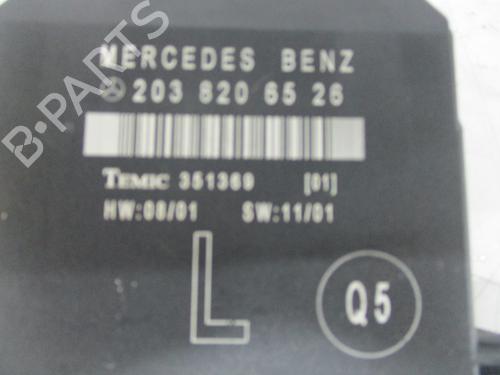 MERCEDES BENZ
203 820 65 26
TEMIC 351369 [01]
HW:08/01 SW:11/01
L
Q5
B-PARTS